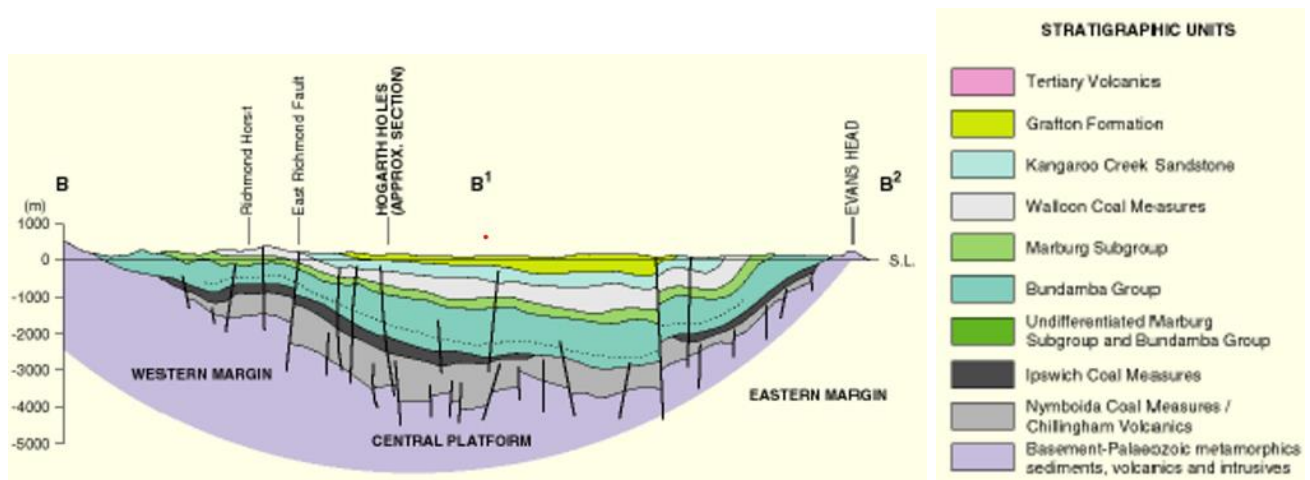 STRATIGRAPHIC UNITS
Tertiary Volcanics
Grafton Formation
Kangaroo Creek Sandstone
Walloon Coal Measures
Marburg Subgroup
Bundamba Group
Undifferentiated Marburg
Subgroup and Bundamba Group
Ipswich Coal Measures
Nymboida Coal Measures /
Chillingham Volcanics
Basement-Palaeozoic metamorphics
sediments, volcanics and intrusives
Richmond Horst
East Richmond Fault
HOGARTH HOLES
(APPROX. SECTION)
EVANS HEAD
B
B¹
B²
(m)
1000
0
-1000
-2000
-3000
-4000
-5000
S.L.
WESTERN MARGIN
CENTRAL PLATFOIRM
EASTERN MARGIN